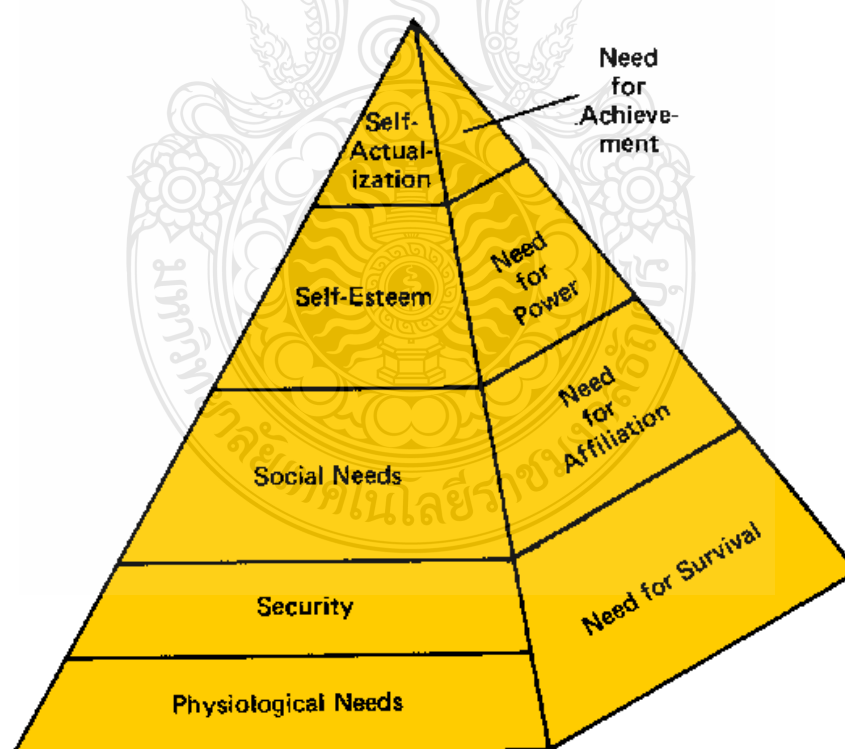 Need
for
Achieve-
ment
Self-
Actual-
ization
Need
for
Power
Self-Esteem
Need
for
Affiliation
Social Needs
Need for Survival
Security
Physiological Needs